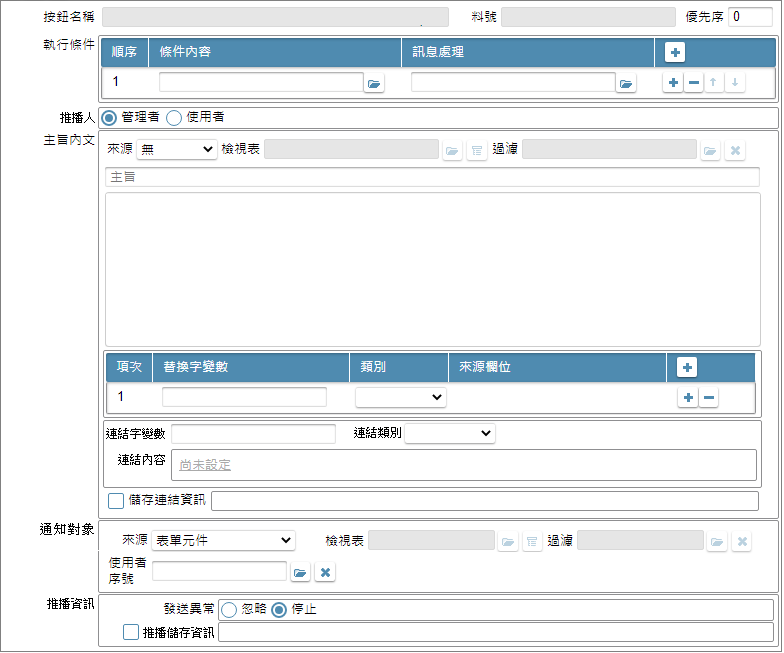 按鈕名稱 料號 優先序 0
執行條件
順序 條件內容 訊息處理
1
推播人 管理者 使用者
主旨內文
來源 無 檢視表 過濾
主旨
項次 替換字變數 類別 來源欄位
1
連結字變數 連結類別
連結內容 尚未設定
儲存連結資訊
通知對象
來源 表單元件 檢視表 過濾
使用者
序號
推播資訊
發送異常 忽略 停止
推播儲存資訊